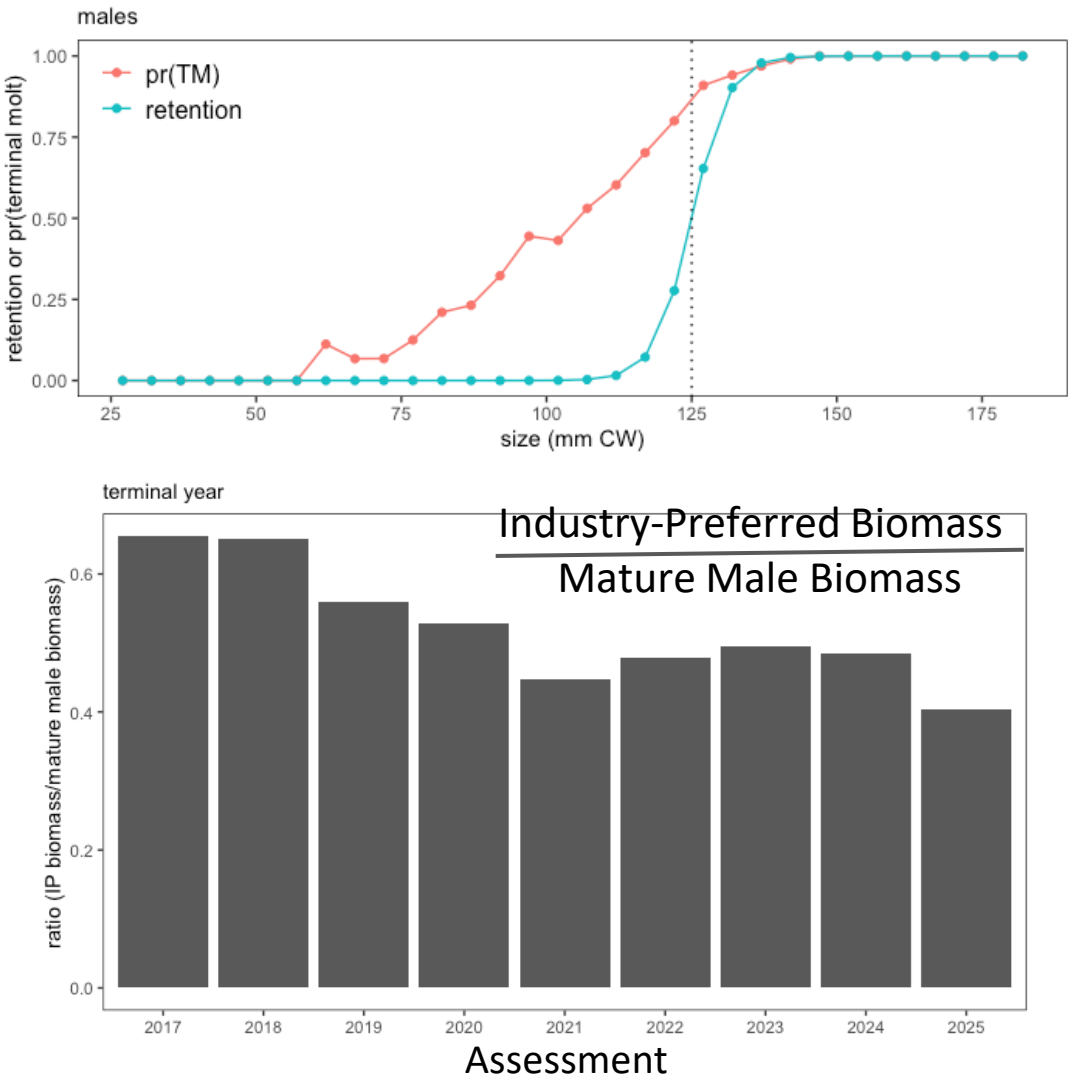 males
pr(TM)
retention
retention or pr(terminal molt)
1.00
0.75
0.50
0.25
0.00
25 50 75 100 125 150 175
size (mm CW)
terminal year
Industry-Preferred Biomass
Mature Male Biomass
ratio (IP biomass/mature male biomass)
0.6
0.4
0.2
0.0
2017 2018 2019 2020 2021 2022 2023 2024 2025
Assessment